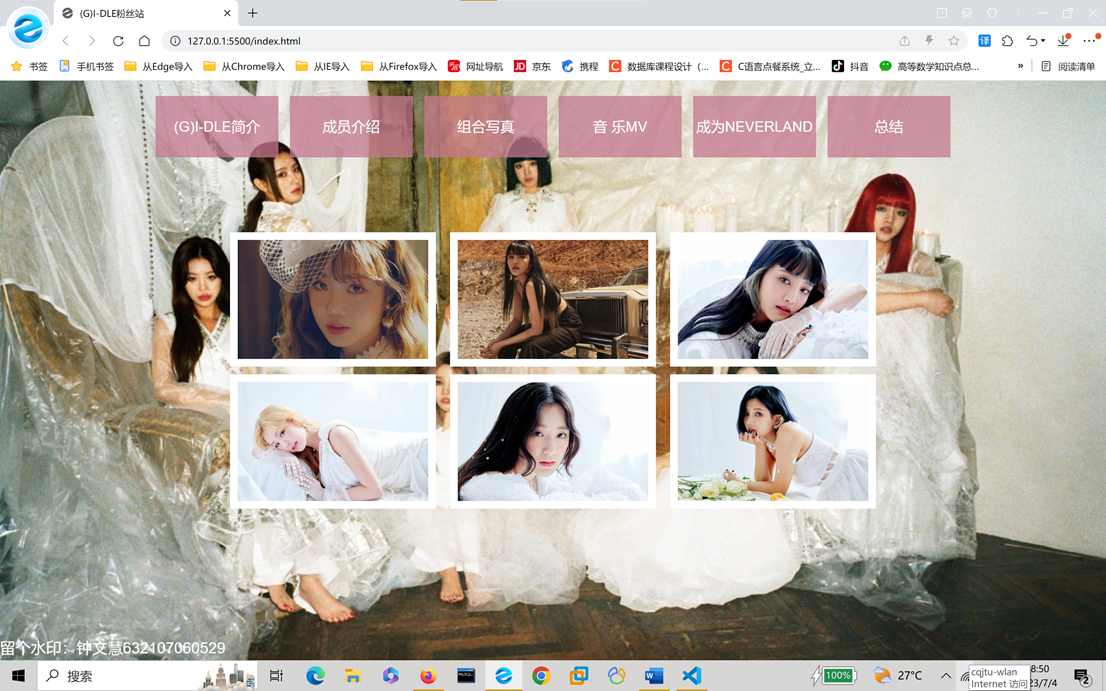 (G)I-DLE粉丝站
127.0.0.1:5500/index.html
译
书签 手机书签 从Edge导入 从Chrome导入 从IE导入 从Firefox导入 网址导航 JD 京东 携程 C 数据库课程设计（... C C语言点餐系统_立... 抖音 高等数学知识点总... » 阅读清单
(G)I-DLE简介 成员介绍 组合写真 音 乐MV 成为NEVERLAND 总结
留个水印：钟文慧632107060529
搜索
100%
27°C
8:50
cqjtu-wlan
Internet 访问
3/7/4
2